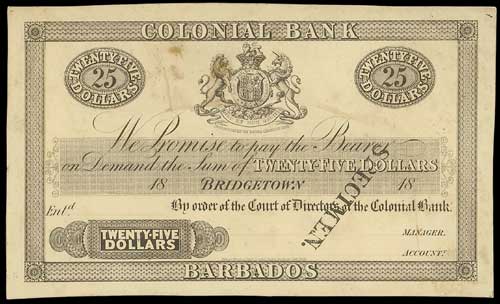 COLONIAL BANK
TWENTY-FIVE 25 DOLLARS
TWENTY-FIVE 25 DOLLARS
We Promise to pay the Bearer
on Demand the Sum of TWENTY-FIVE DOLLARS
18 BRIDGETOWN 18
SPECIMEN.
Entd. By order of the Court of Directors of the Colonial Bank.
TWENTY-FIVE
DOLLARS
MANAGER.
ACCOUNT.
BARBADOS